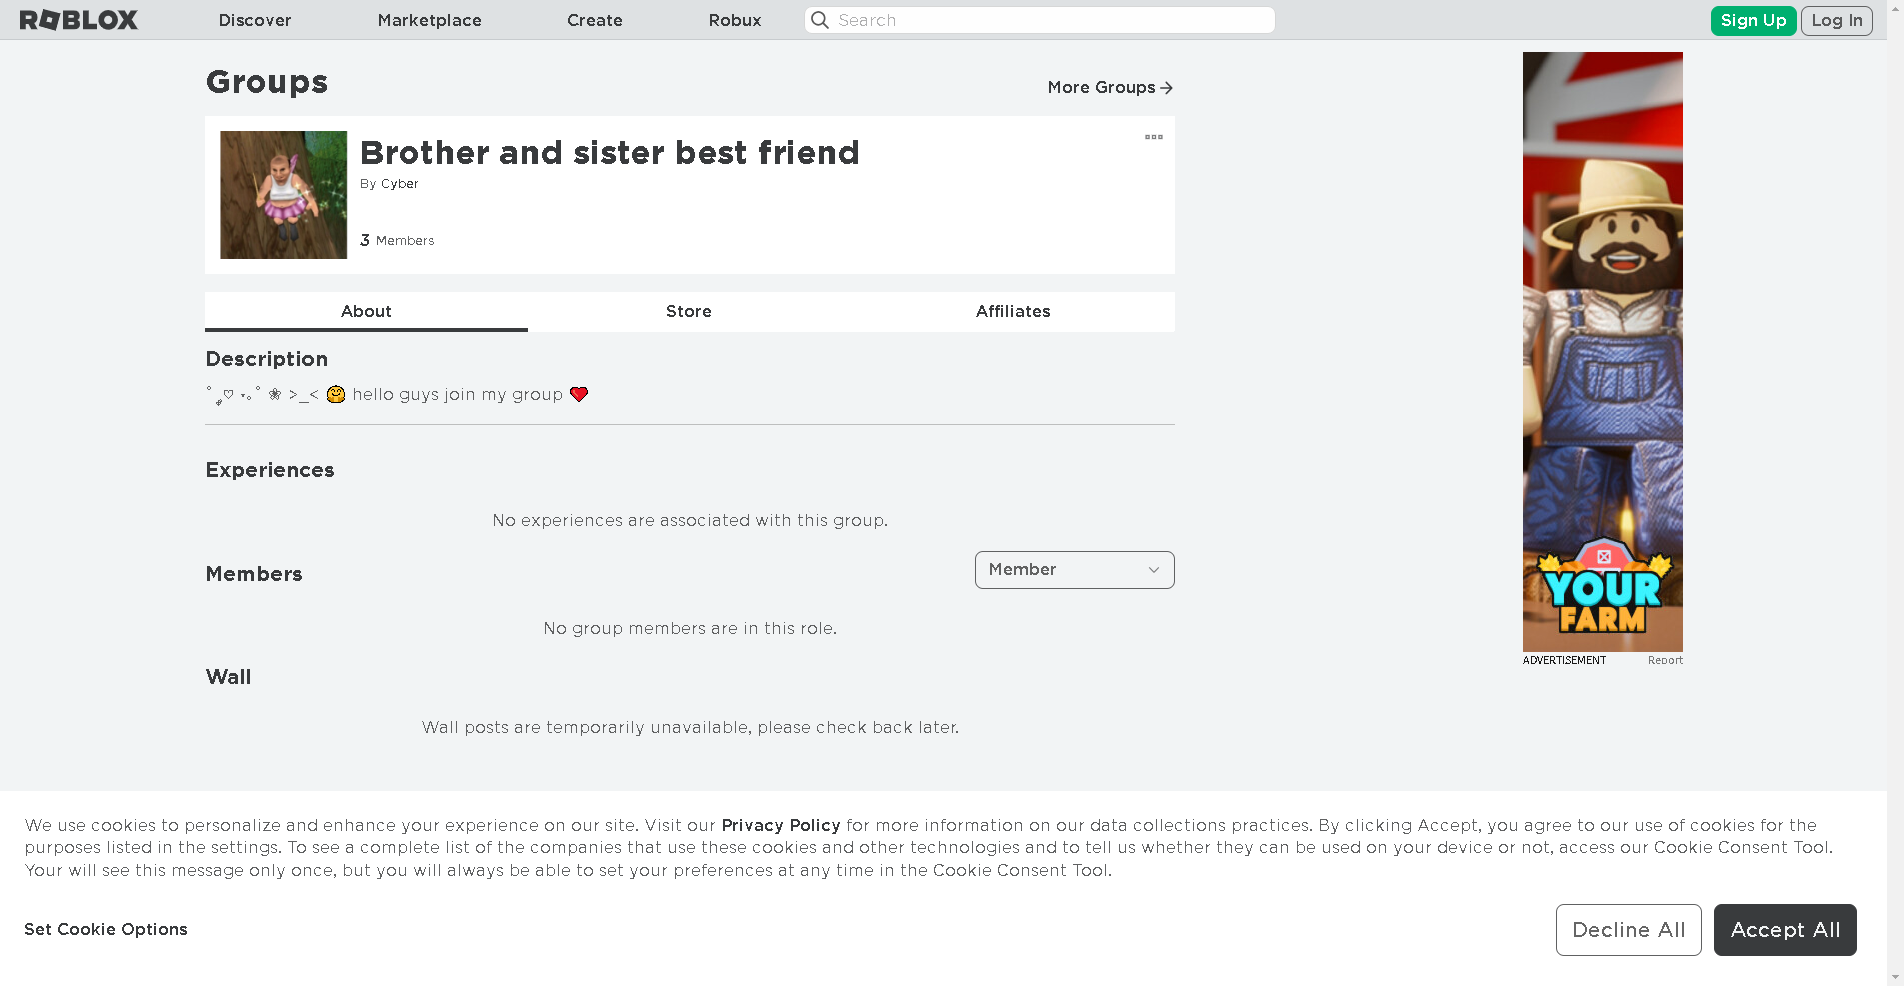 ROBLOX Discover Marketplace Create Robux Search Sign Up Log In
Groups
More Groups
Brother and sister best friend
By Cyber
3 Members
About Store Affiliates
Description
hello guys join my group ❤️
Experiences
No experiences are associated with this group.
Members
Member
No group members are in this role.
Wall
Wall posts are temporarily unavailable, please check back later.
YOUR
FARM
ADVERTISEMENT Report
We use cookies to personalize and enhance your experience on our site. Visit our Privacy Policy for more information on our data collections practices. By clicking Accept, you agree to our use of cookies for the
purposes listed in the settings. To see a complete list of the companies that use these cookies and other technologies and to tell us whether they can be used on your device or not, access our Cookie Consent Tool.
Your will see this message only once, but you will always be able to set your preferences at any time in the Cookie Consent Tool.
Set Cookie Options
Decline All
Accept All